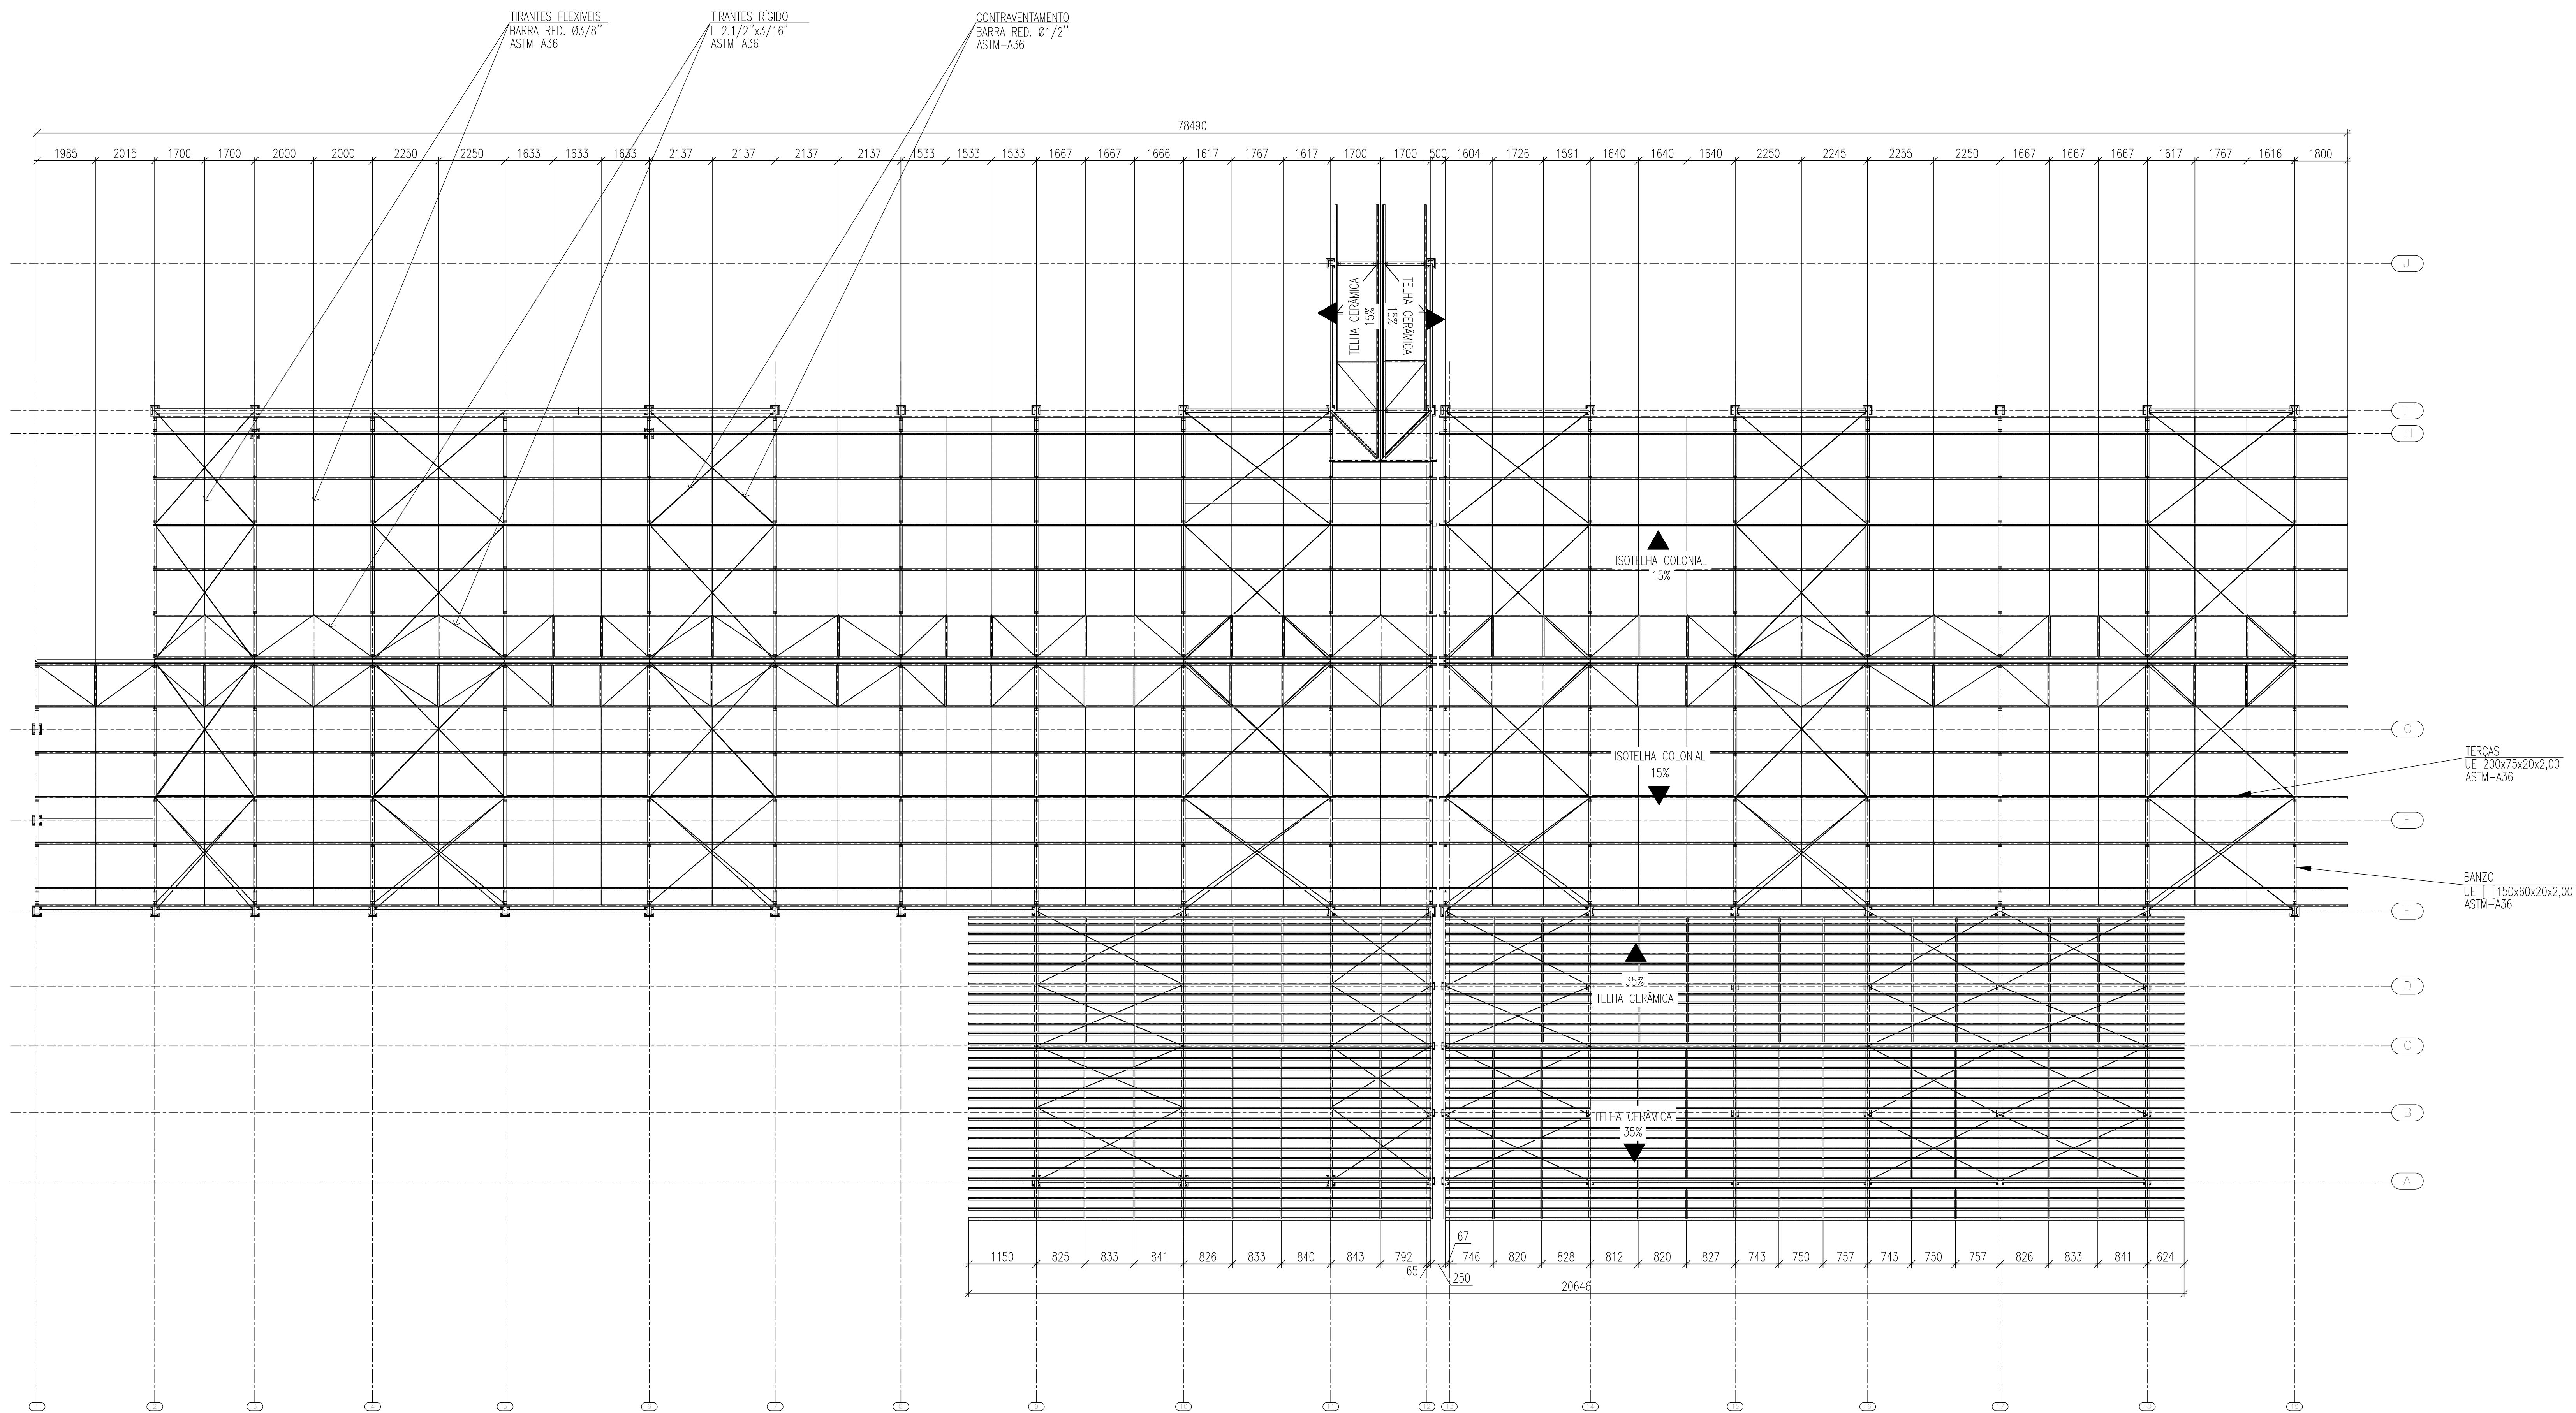 TIRANTES FLEXÍVEIS
BARRA RED. Ø3/8"
ASTM-A36
TIRANTES RÍGIDO
L 2.1/2"x3/16"
ASTM-A36
CONTRAVENTAMENTO
BARRA RED. Ø1/2"
ASTM-A36
78490
1985 2015 1700 1700 2000 2000 2250 2250 1633 1633 1633 2137 2137 2137 2137 1533 1533 1533 1667 1667 1666 1617 1767 1617 1700 1700 500 1604 1726 1591 1640 1640 1640 2250 2245 2255 2250 1667 1667 1667 1617 1767 1616 1800
J
TELHA CERÂMICA
15%
15%
TELHA CERÂMICA
I
H
ISOTELHA COLONIAL
15%
G
ISOTELHA COLONIAL
15%
TERÇAS
UE 200x75x20x2,00
ASTM-A36
F
BANZO
UE [ ]150x60x20x2,00
ASTM-A36
E
35%
TELHA CERÂMICA
D
C
B
TELHA CERÂMICA
35%
A
67
1150 825 833 841 826 833 840 843 792 746 820 828 812 820 827 743 750 757 743 750 757 826 833 841 624
65
250
20646